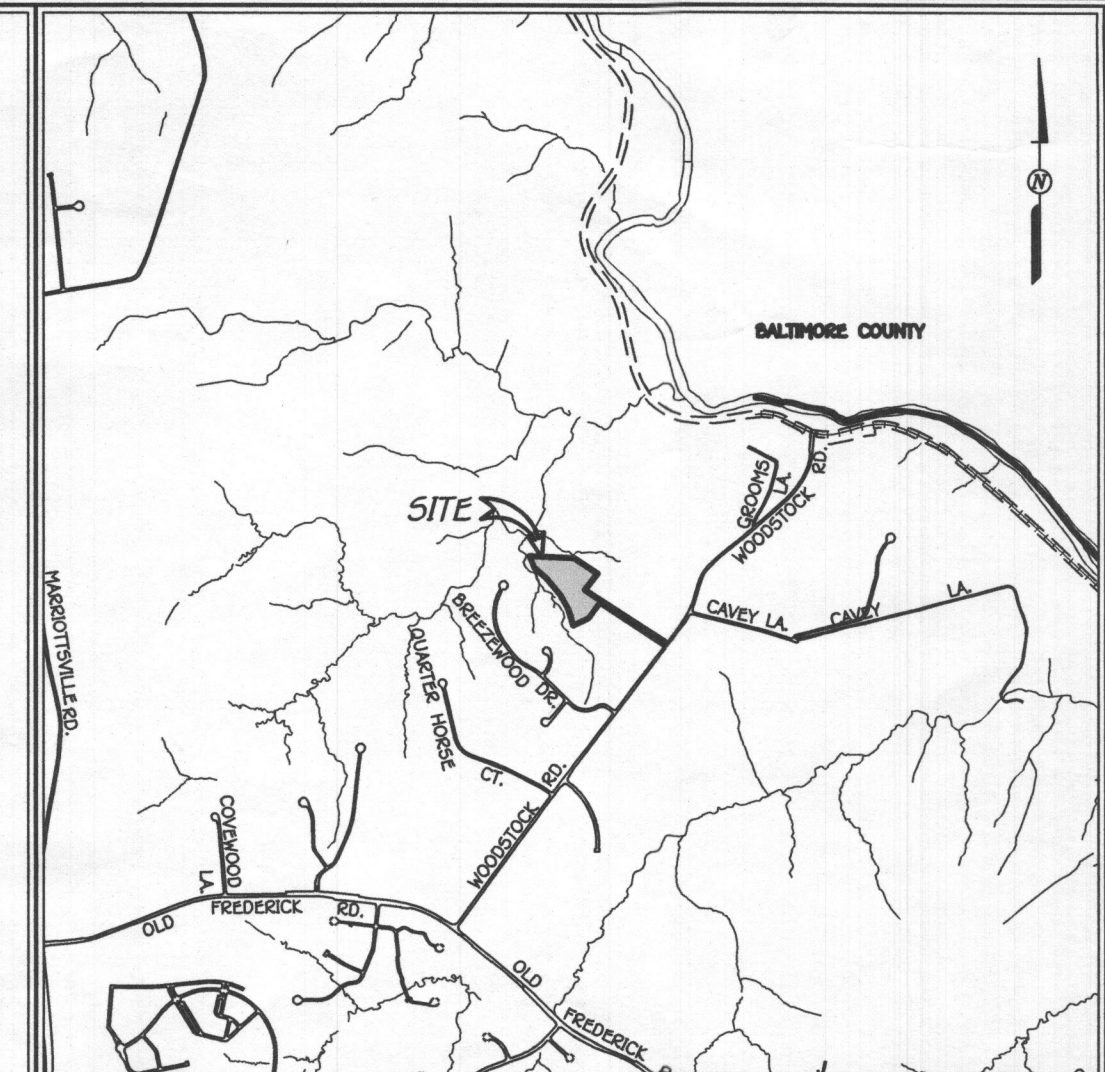 N
BALTIMORE COUNTY
GROOMS
LA.
RD.
WOODSTOCK
SITE
MARRIOTTSVILLE RD.
BREEZEWOOD DR.
CAVEY LA.
CAVEY
LA.
QUARTER HORSE
CT.
WOODSTOCK
RD.
COVEWOOD
LA.
OLD
FREDERICK
RD.
OLD
FREDERICK